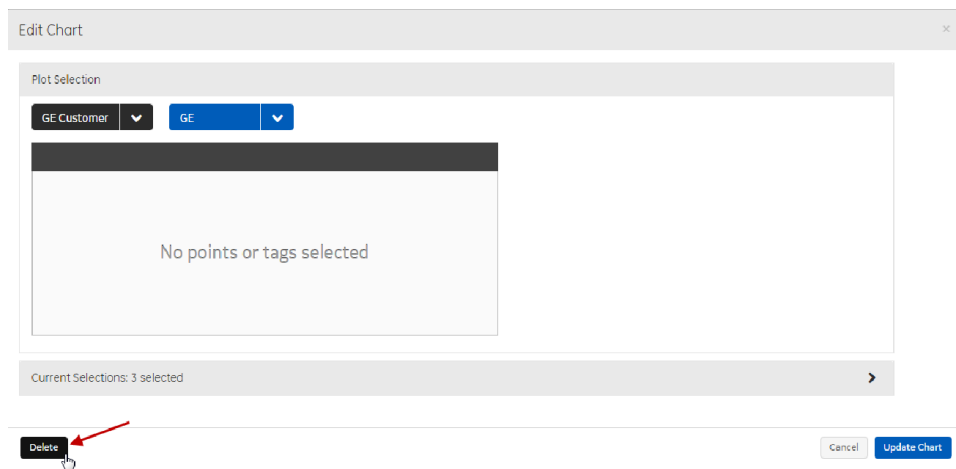 Edit Chart
Plot Selection
GE Customer
GE
No points or tags selected
Current Selections: 3 selected
Delete
Cancel
Update Chart